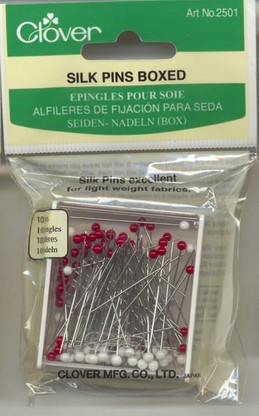 Art No.2501
Clover
SILK PINS BOXED
EPINGLES POUR SOIE
ALFILERES DE FIJACIÓN PARA SEDA
SEIDEN- NADELN (BOX)
Silk Pins excellent
for light weight fabrics.
CLOVER MFG. CO., LTD.
JAPAN